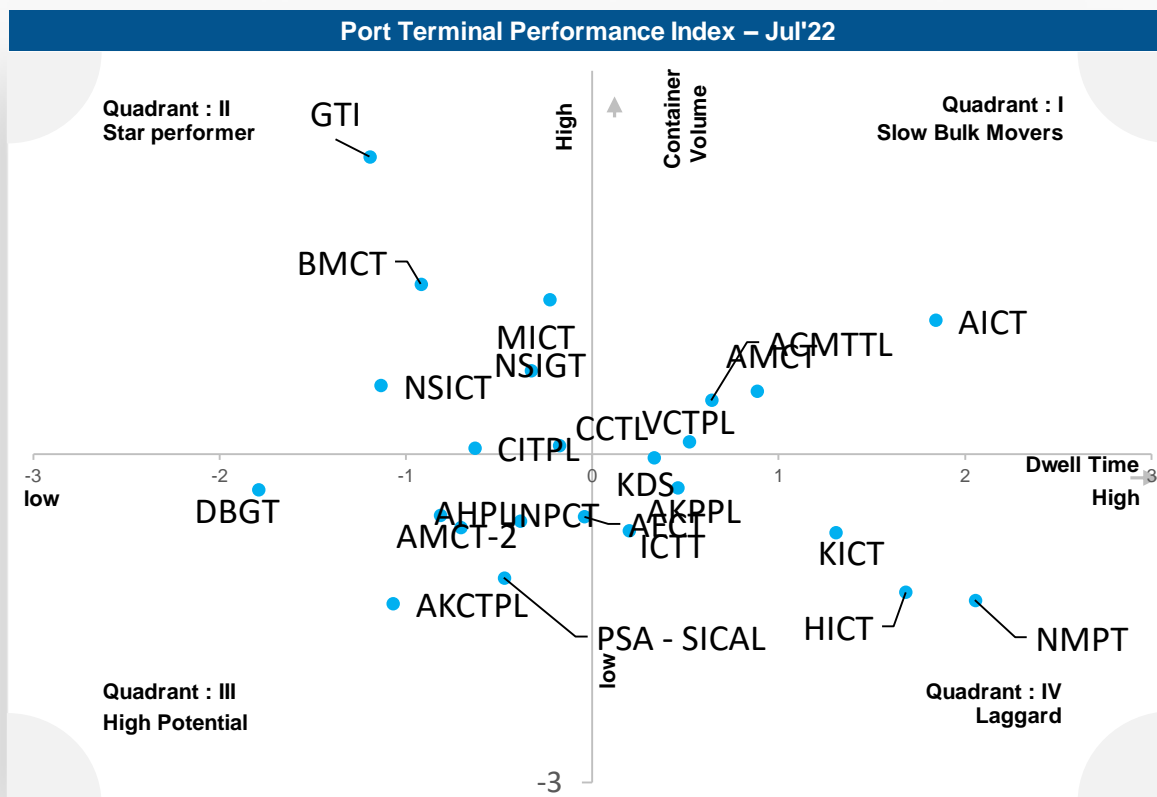 Port Terminal Performance Index – Jul'22
Quadrant : II
Star performer
GTI
High
Container
Volume
Quadrant : I
Slow Bulk Movers
BMCT
MICT
NSIGT
NSICT
AICT
ACMTTL
AMCT
CCTL
VCTPL
CITPL
-3
-2
-1
0
1
2
3
low
Dwell Time
High
DBGT
KDS
AHPL
JNPCT
AKPPL
AMCT-2
AECT
ICTT
KICT
AKCTPL
PSA - SICAL
HICT
NMPT
low
Quadrant : III
High Potential
Quadrant : IV
Laggard
-3